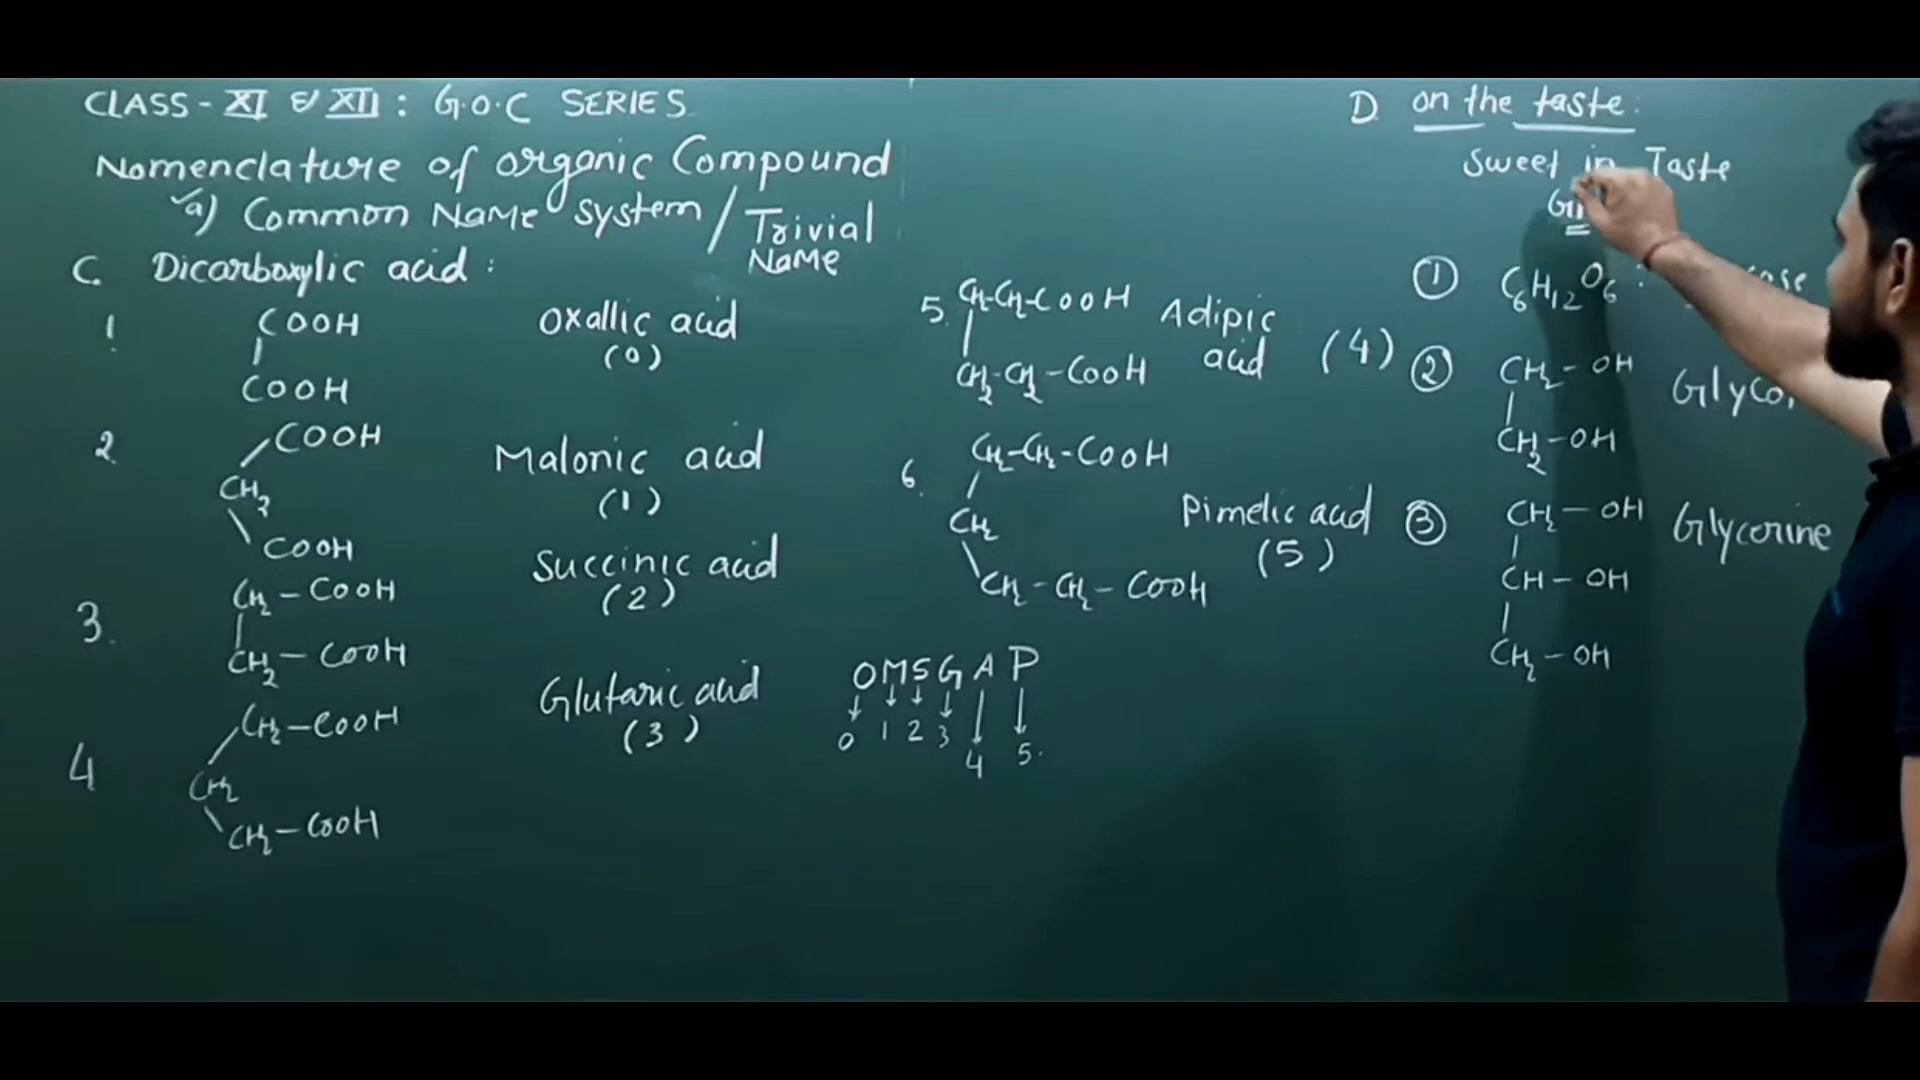 CLASS - XI & XII : G.O.C SERIES.
Nomenclature of organic Compound
a) Common Name system / Trivial Name
C. Dicarboxylic acid :
1. COOH
COOH
Oxallic acid
(0)
2. COOH
CH2
COOH
Malonic acid
(1)
3. CH2 - COOH
CH2 - COOH
Succinic acid
(2)
4 CH2 - COOH
CH2
CH2 - COOH
Glutaric acid
(3)
5. CH2-CH2-COOH
CH2-CH2-COOH
Adipic acid
(4)
6. CH2-CH2-COOH
CH2
CH2-CH2-COOH
Pimelic acid
(5)
O M S G A P
0 1 2 3 4 5.
D on the taste :
Sweet in Taste
① C6H12O6 :
② CH2 - OH
CH2 - OH
③ CH2 - OH
CH - OH
CH2 - OH
Glycorine